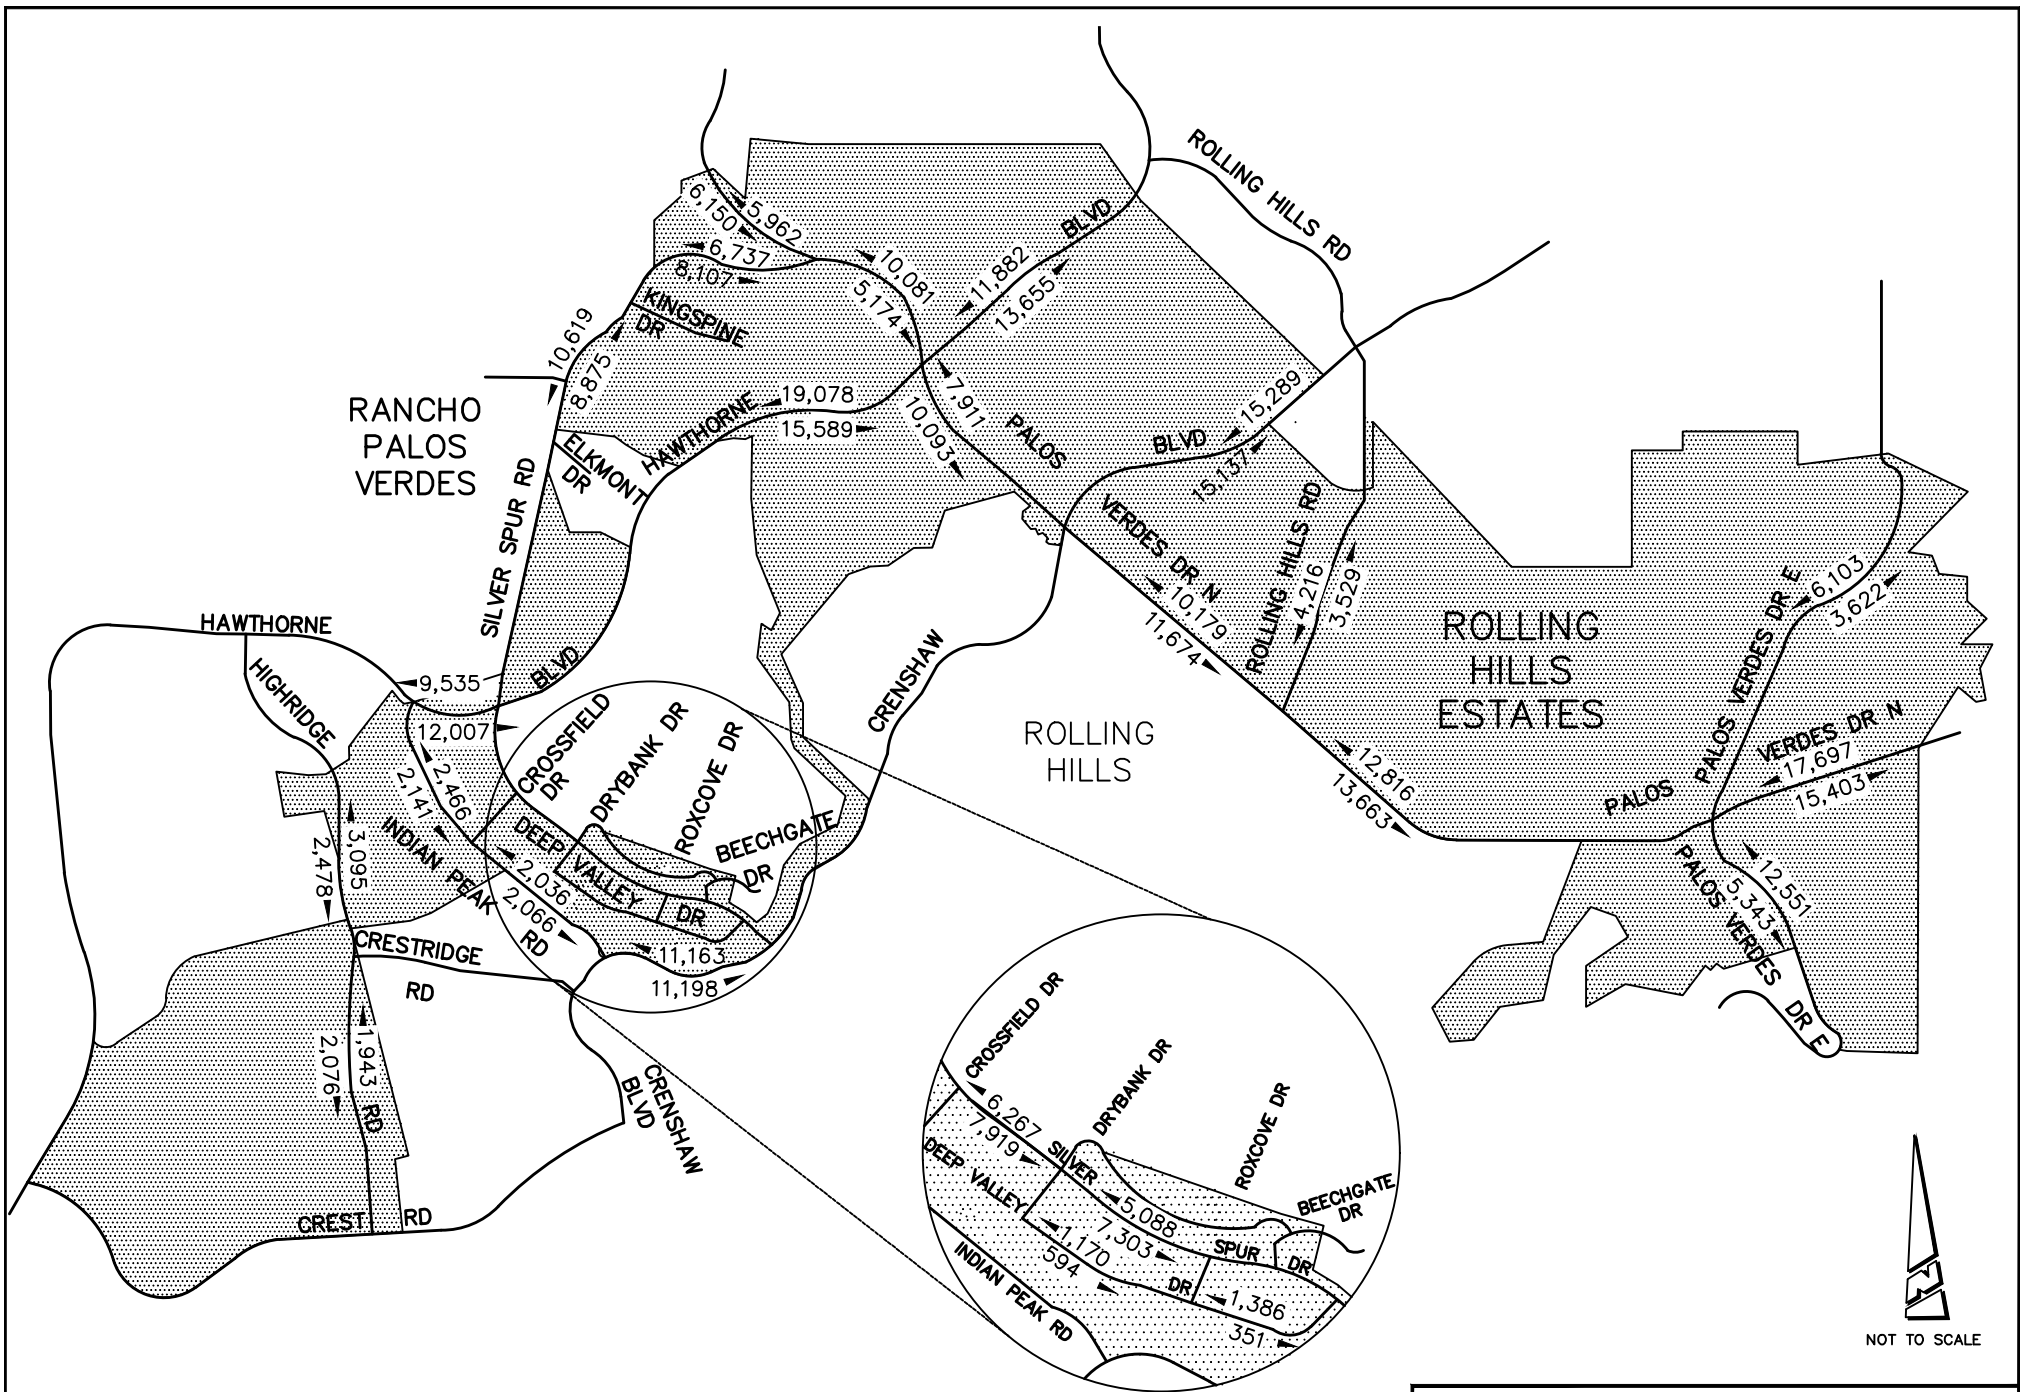 ROLLING HILLS RD
5,962
6,150
6,737
8,107
BLVD
10,081
5,174
11,882
13,655
KINGSPINE
DR
10,619
8,875
RANCHO
PALOS
VERDES
19,078
15,589
HAWTHORNE
ELKMONT
DR
7,911
10,093
PALOS
BLVD
15,289
15,137
SILVER SPUR RD
VERDES DR N
10,179
11,674
ROLLING HILLS RD
4,216
3,529
ROLLING
HILLS
ESTATES
PALOS VERDES DR E
6,103
3,622
HAWTHORNE
HIGHRIDGE
9,535
12,007
BLVD
CROSSFIELD
DR
DRYBANK DR
ROXCOVE DR
BEECHGATE
DR
CRENSHAW
ROLLING
HILLS
12,816
13,663
PALOS
VERDES DR N
17,697
15,403
2,466
2,141
INDIAN PEAK
RD
DEEP
VALLEY
DR
2,036
2,066
3,095
2,478
CRESTRIDGE
RD
11,163
11,198
12,551
5,343
PALOS VERDES DR E
1,943
2,076
RD
CRENSHAW
BLVD
CREST RD
CROSSFIELD DR
DRYBANK DR
ROXCOVE DR
BEECHGATE
DR
6,267
7,919
SILVER
SPUR
DR
DEEP VALLEY
DR
5,088
7,303
1,170
594
1,386
351
INDIAN PEAK RD
NOT TO SCALE